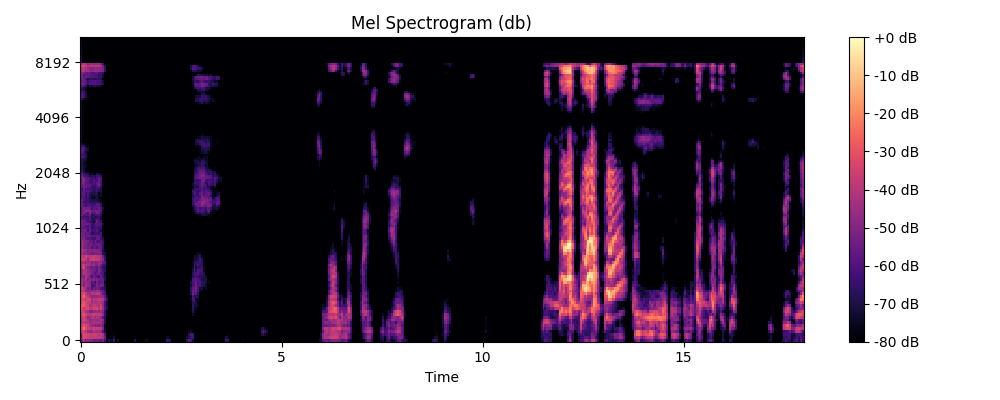 Mel Spectrogram (db)
8192
4096
2048
1024
512
0
Hz
0 5 10 15
Time
+0 dB
-10 dB
-20 dB
-30 dB
-40 dB
-50 dB
-60 dB
-70 dB
-80 dB